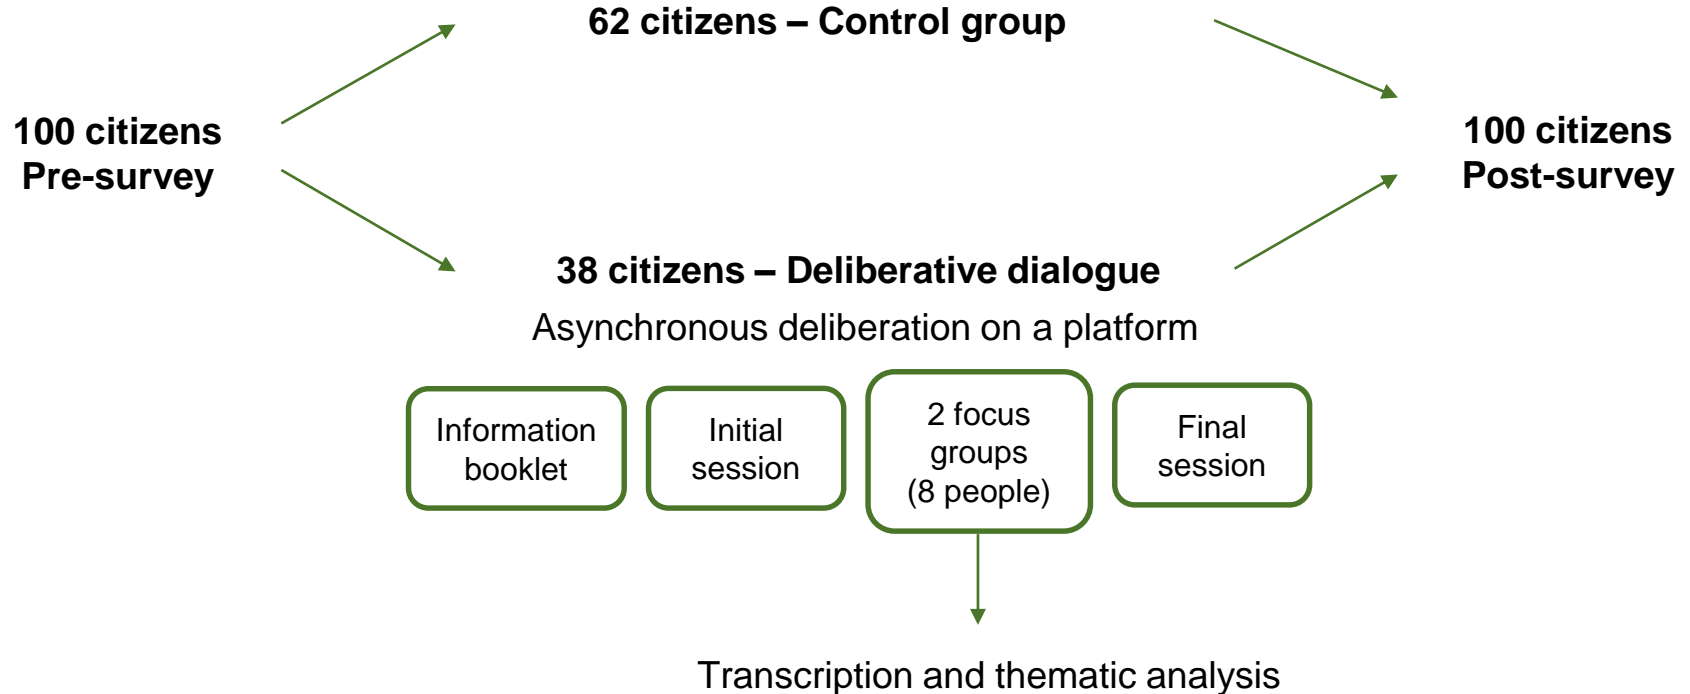 62 citizens – Control group
100 citizens
Pre-survey
100 citizens
Post-survey
38 citizens – Deliberative dialogue
Asynchronous deliberation on a platform
Information
booklet
Initial
session
2 focus
groups
(8 people)
Final
session
Transcription and thematic analysis